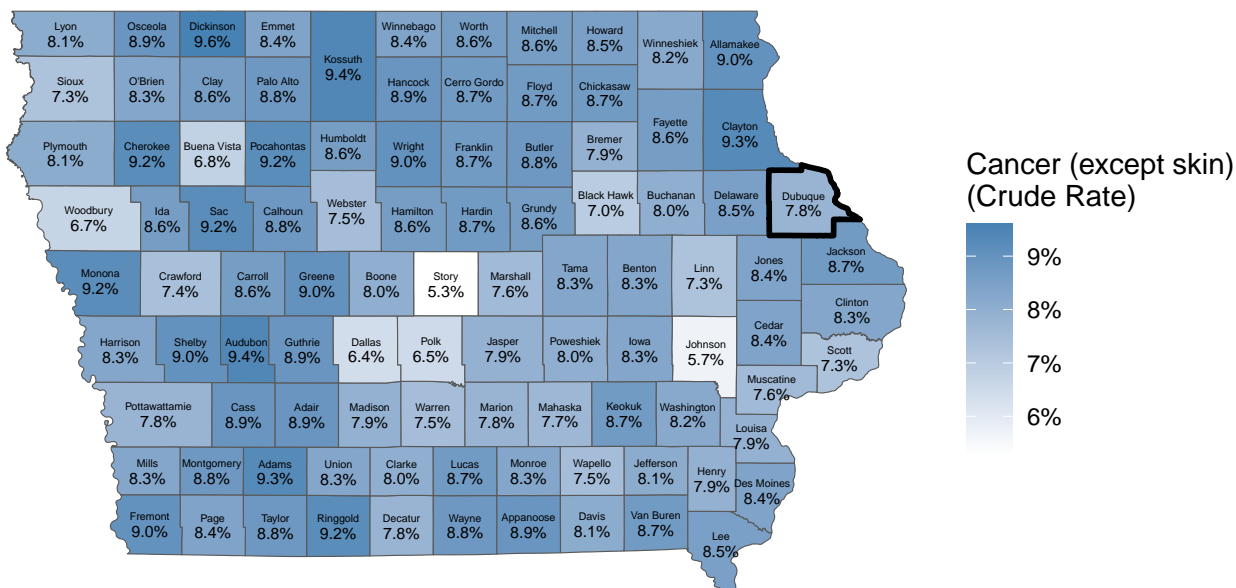 Lyon
8.1%
Osceola
8.9%
Dickinson
9.6%
Emmet
8.4%
Kossuth
9.4%
Winnebago
8.4%
Worth
8.6%
Mitchell
8.6%
Howard
8.5%
Winneshiek
8.2%
Allamakee
9.0%
Sioux
7.3%
O'Brien
8.3%
Clay
8.6%
Palo Alto
8.8%
Hancock
8.9%
Cerro Gordo
8.7%
Floyd
8.7%
Chickasaw
8.7%
Fayette
8.6%
Clayton
9.3%
Plymouth
8.1%
Cherokee
9.2%
Buena Vista
6.8%
Pocahontas
9.2%
Humboldt
8.6%
Wright
9.0%
Franklin
8.7%
Butler
8.8%
Bremer
7.9%
Woodbury
6.7%
Ida
8.6%
Sac
9.2%
Calhoun
8.8%
Webster
7.5%
Hamilton
8.6%
Hardin
8.7%
Grundy
8.6%
Black Hawk
7.0%
Buchanan
8.0%
Delaware
8.5%
Dubuque
7.8%
Monona
9.2%
Crawford
7.4%
Carroll
8.6%
Greene
9.0%
Boone
8.0%
Story
5.3%
Marshall
7.6%
Tama
8.3%
Benton
8.3%
Linn
7.3%
Jones
8.4%
Jackson
8.7%
Clinton
8.3%
Harrison
8.3%
Shelby
9.0%
Audubon
9.4%
Guthrie
8.9%
Dallas
6.4%
Polk
6.5%
Jasper
7.9%
Poweshiek
8.0%
Iowa
8.3%
Johnson
5.7%
Cedar
8.4%
Scott
7.3%
Muscatine
7.6%
Pottawattamie
7.8%
Cass
8.9%
Adair
8.9%
Madison
7.9%
Warren
7.5%
Marion
7.8%
Mahaska
7.7%
Keokuk
8.7%
Washington
8.2%
Louisa
7.9%
Mills
8.3%
Montgomery
8.8%
Adams
9.3%
Union
8.3%
Clarke
8.0%
Lucas
8.7%
Monroe
8.3%
Wapello
7.5%
Jefferson
8.1%
Henry
7.9%
Des Moines
8.4%
Fremont
9.0%
Page
8.4%
Taylor
8.8%
Ringgold
9.2%
Decatur
7.8%
Wayne
8.8%
Appanoose
8.9%
Davis
8.1%
Van Buren
8.7%
Lee
8.5%
Cancer (except skin)
(Crude Rate)
9%
8%
7%
6%